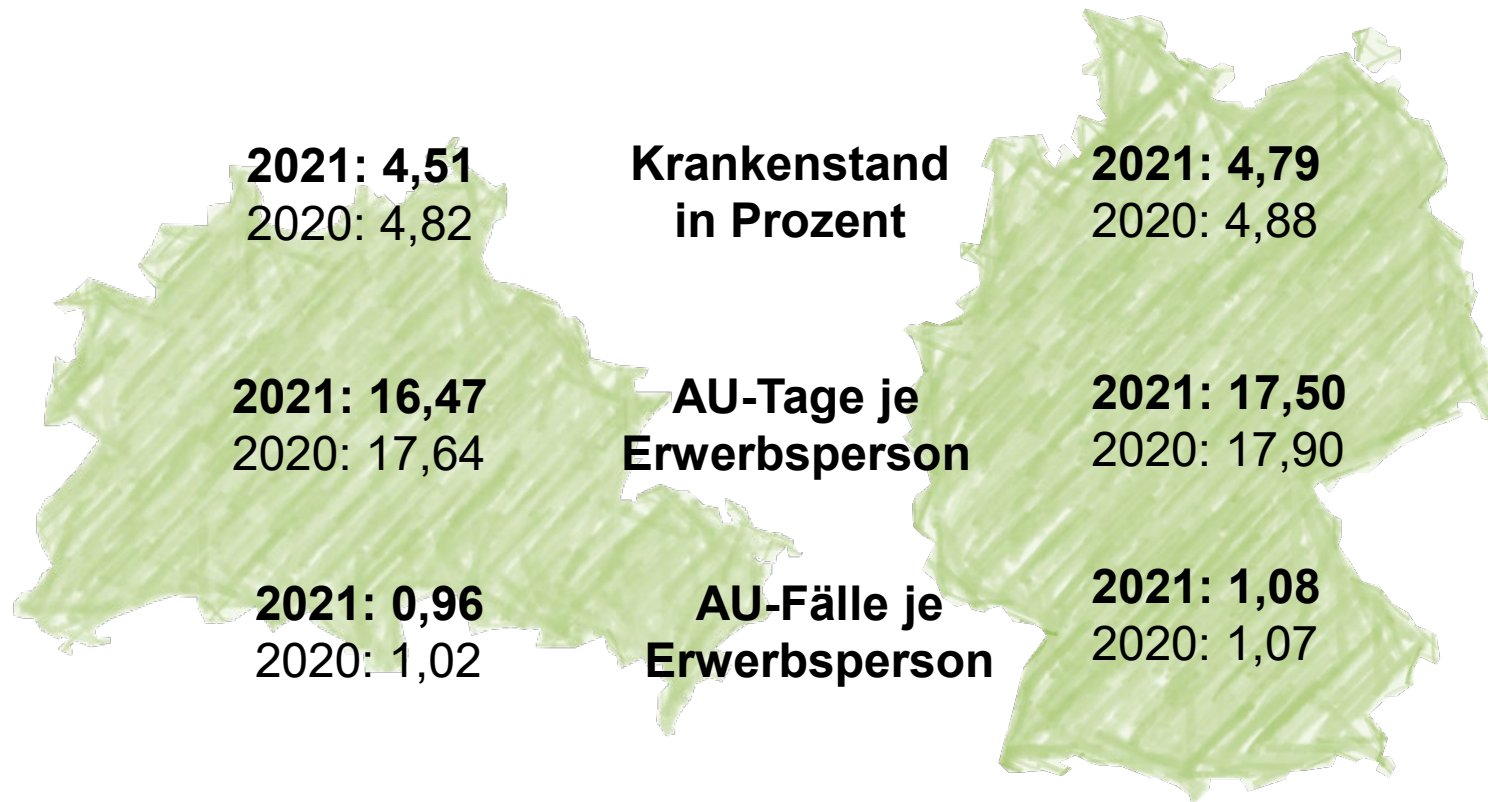 2021: 4,51
2020: 4,82
Krankenstand
in Prozent
2021: 4,79
2020: 4,88
2021: 16,47
2020: 17,64
AU-Tage je
Erwerbsperson
2021: 17,50
2020: 17,90
2021: 0,96
2020: 1,02
AU-Fälle je
Erwerbsperson
2021: 1,08
2020: 1,07